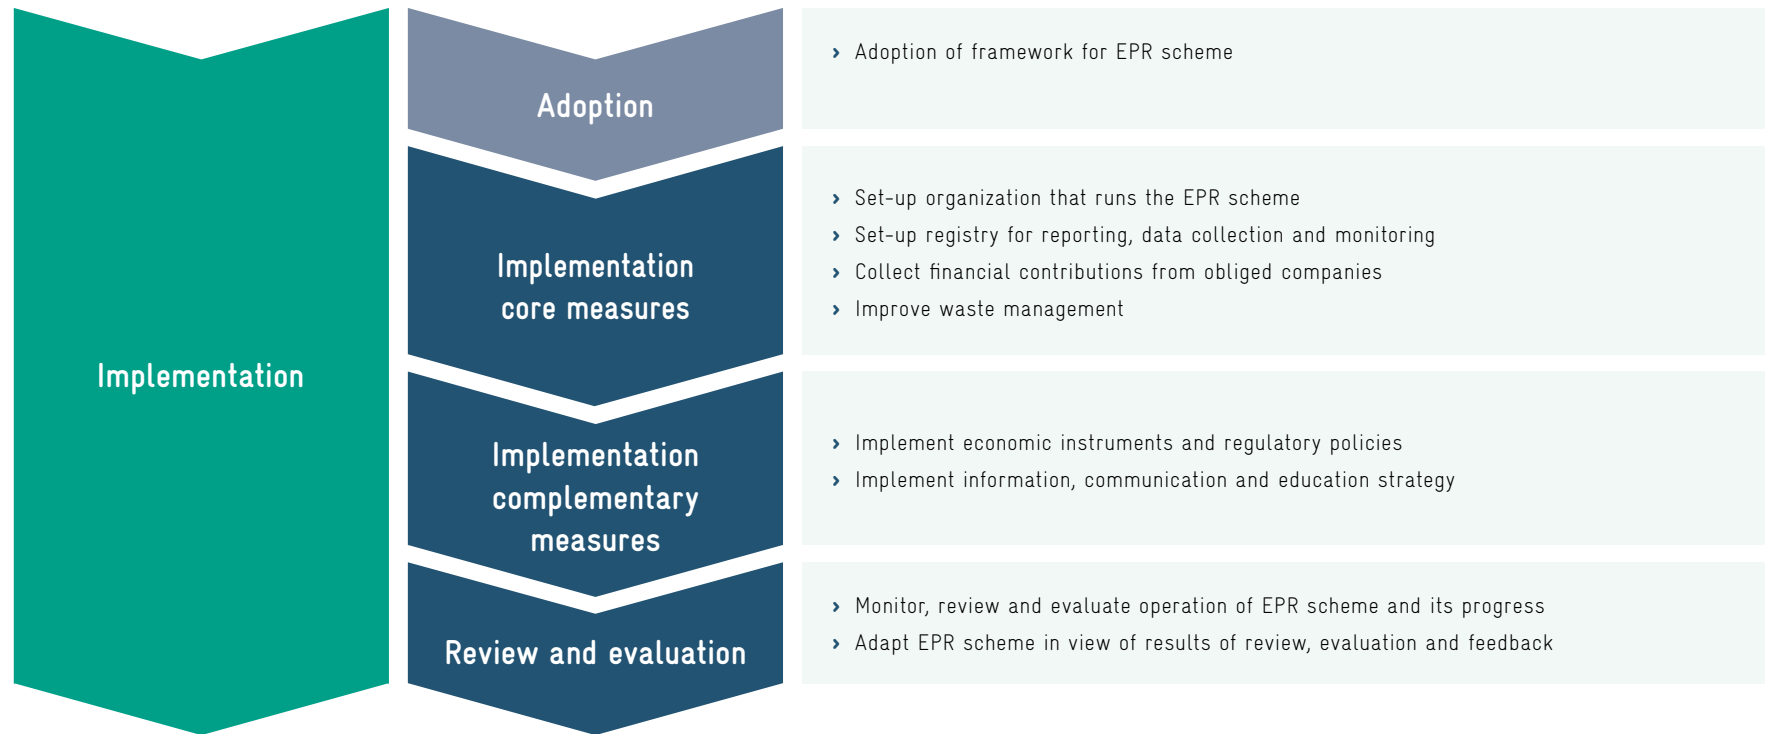 Implementation
Adoption
› Adoption of framework for EPR scheme
Implementation
core measures
› Set-up organization that runs the EPR scheme
› Set-up registry for reporting, data collection and monitoring
› Collect financial contributions from obliged companies
› Improve waste management
Implementation
complementary
measures
› Implement economic instruments and regulatory policies
› Implement information, communication and education strategy
Review and evaluation
› Monitor, review and evaluate operation of EPR scheme and its progress
› Adapt EPR scheme in view of results of review, evaluation and feedback